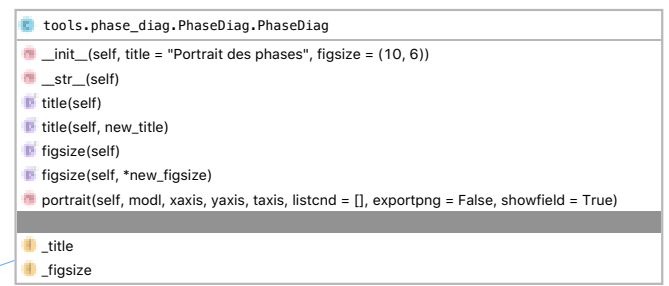 tools.phase_diag.PhaseDiag.PhaseDiag
__init__(self, title = "Portrait des phases", figsize = (10, 6))
__str__(self)
title(self)
title(self, new_title)
figsize(self)
figsize(self, *new_figsize)
portrait(self, modl, xaxis, yaxis, taxis, listcnd = [], exportpng = False, showfield = True)
_title
_figsize